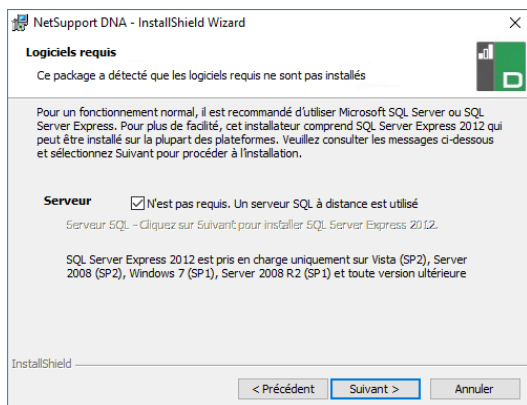 NetSupport DNA - InstallShield Wizard
Logiciels requis
Ce package a détecté que les logiciels requis ne sont pas installés
D
Pour un fonctionnement normal, il est recommandé d'utiliser Microsoft SQL Server ou SQL
Server Express. Pour plus de facilité, cet installateur comprend SQL Server Express 2012 qui
peut être installé sur la plupart des plateformes. Veuillez consulter les messages ci-dessous
et sélectionnez Suivant pour procéder à l'installation.
Serveur N'est pas requis. Un serveur SQL à distance est utilisé
Serveur SQL - Cliquez sur Suivant pour installer SQL Server Express 2012.
SQL Server Express 2012 est pris en charge uniquement sur Vista (SP2), Server
2008 (SP2), Windows 7 (SP1), Server 2008 R2 (SP1) et toute version ultérieure
InstallShield
< Précédent Suivant > Annuler